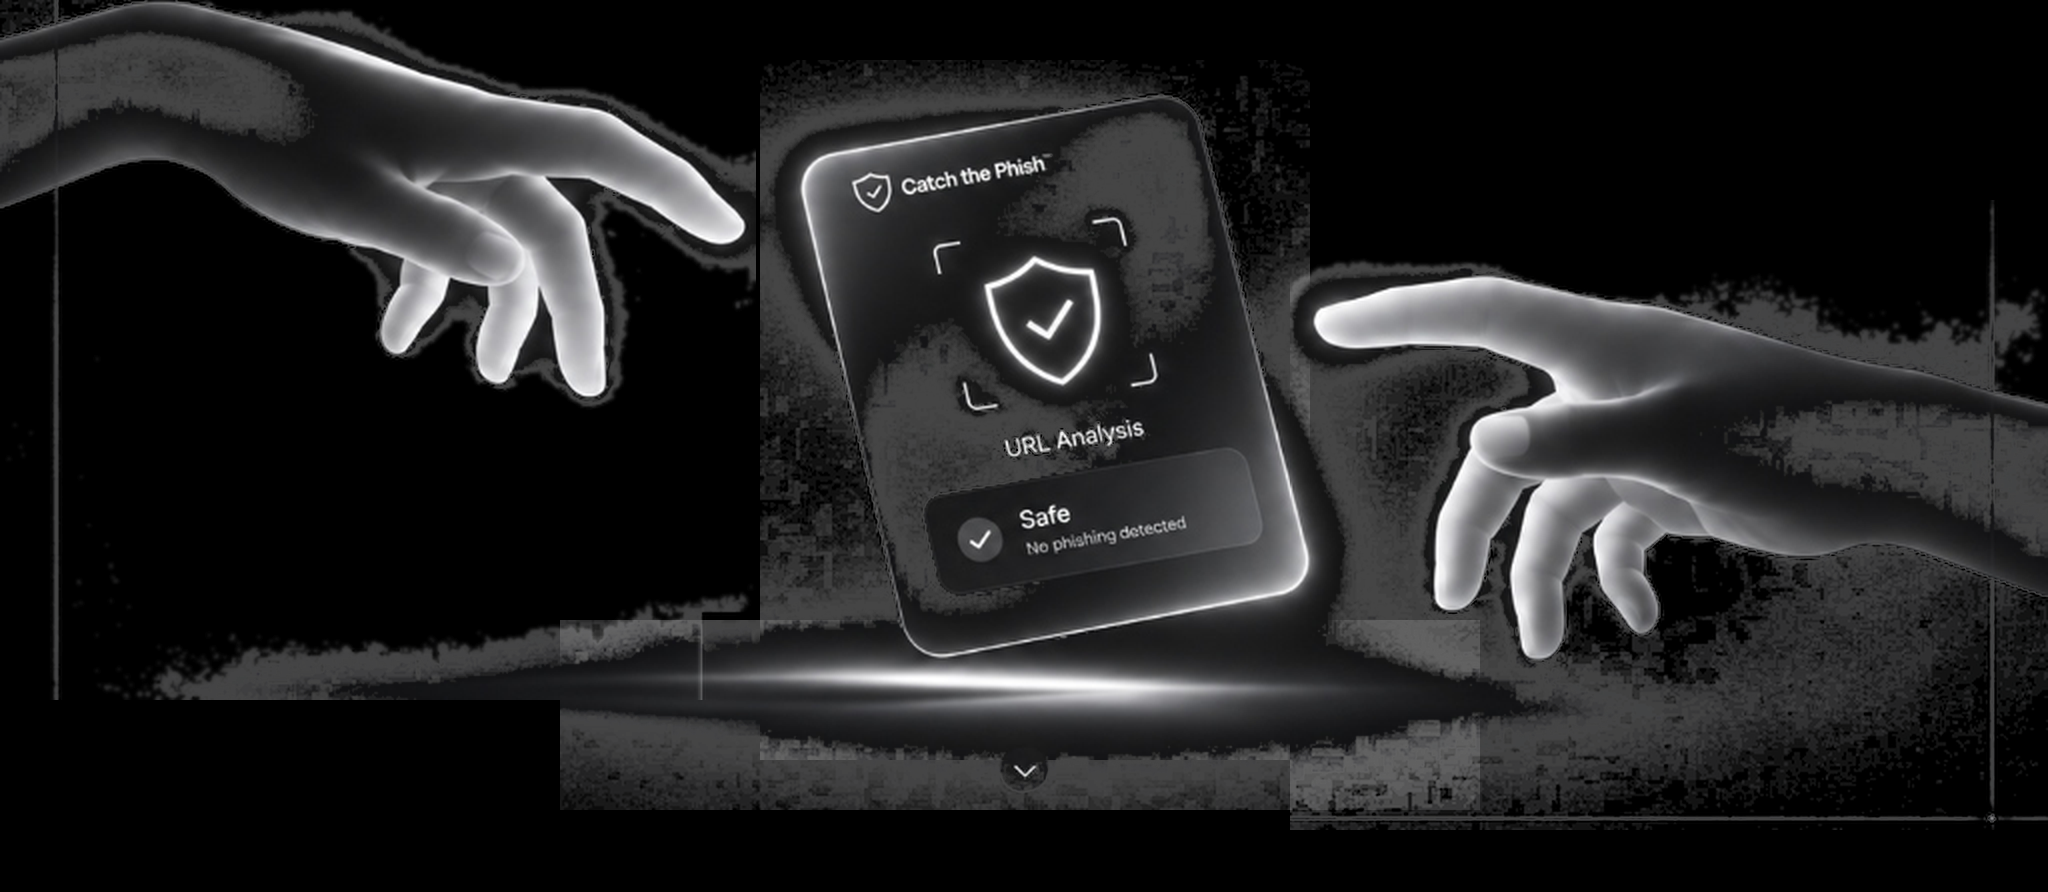 Catch the Phish™
URL Analysis
Safe
No phishing detected